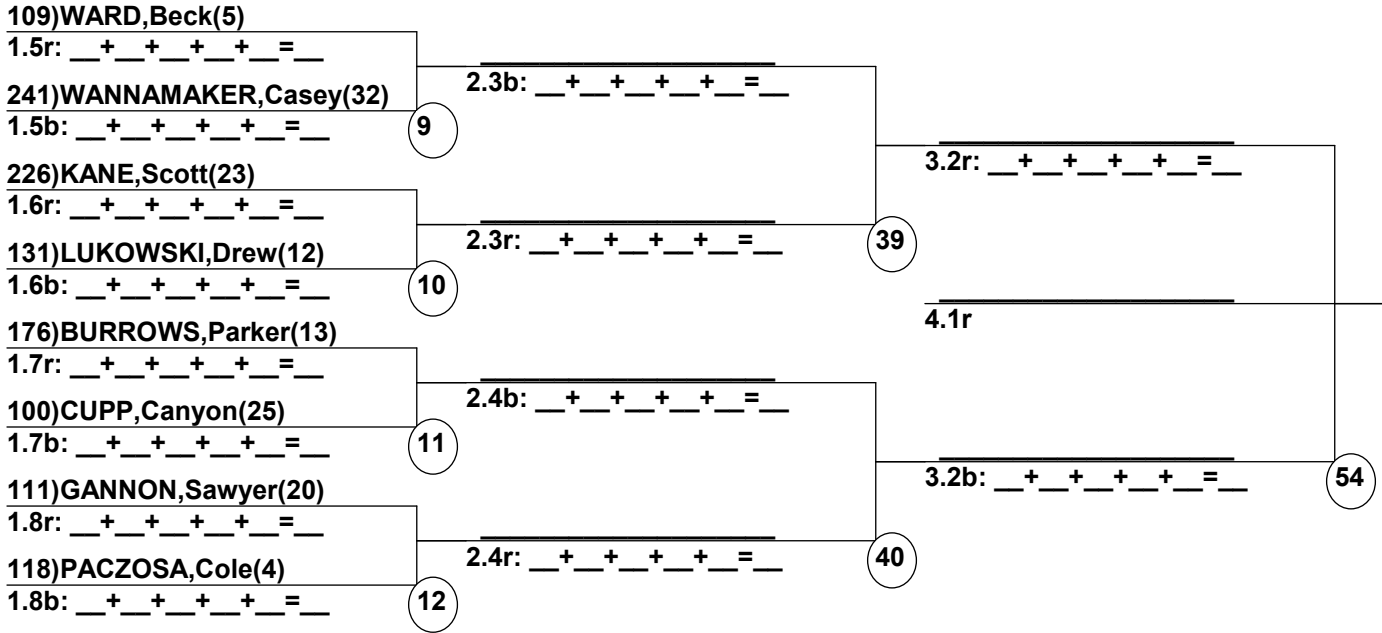 109)WARD,Beck(5)
1.5r: __+__+__+__+__=__
241)WANNAMAKER,Casey(32)
1.5b: __+__+__+__+__=__
9
2.3b: __+__+__+__+__=__
226)KANE,Scott(23)
1.6r: __+__+__+__+__=__
131)LUKOWSKI,Drew(12)
1.6b: __+__+__+__+__=__
10
2.3r: __+__+__+__+__=__
39
3.2r: __+__+__+__+__=__
176)BURROWS,Parker(13)
1.7r: __+__+__+__+__=__
100)CUPP,Canyon(25)
1.7b: __+__+__+__+__=__
11
2.4b: __+__+__+__+__=__
4.1r
111)GANNON,Sawyer(20)
1.8r: __+__+__+__+__=__
118)PACZOSA,Cole(4)
1.8b: __+__+__+__+__=__
12
2.4r: __+__+__+__+__=__
40
3.2b: __+__+__+__+__=__
54